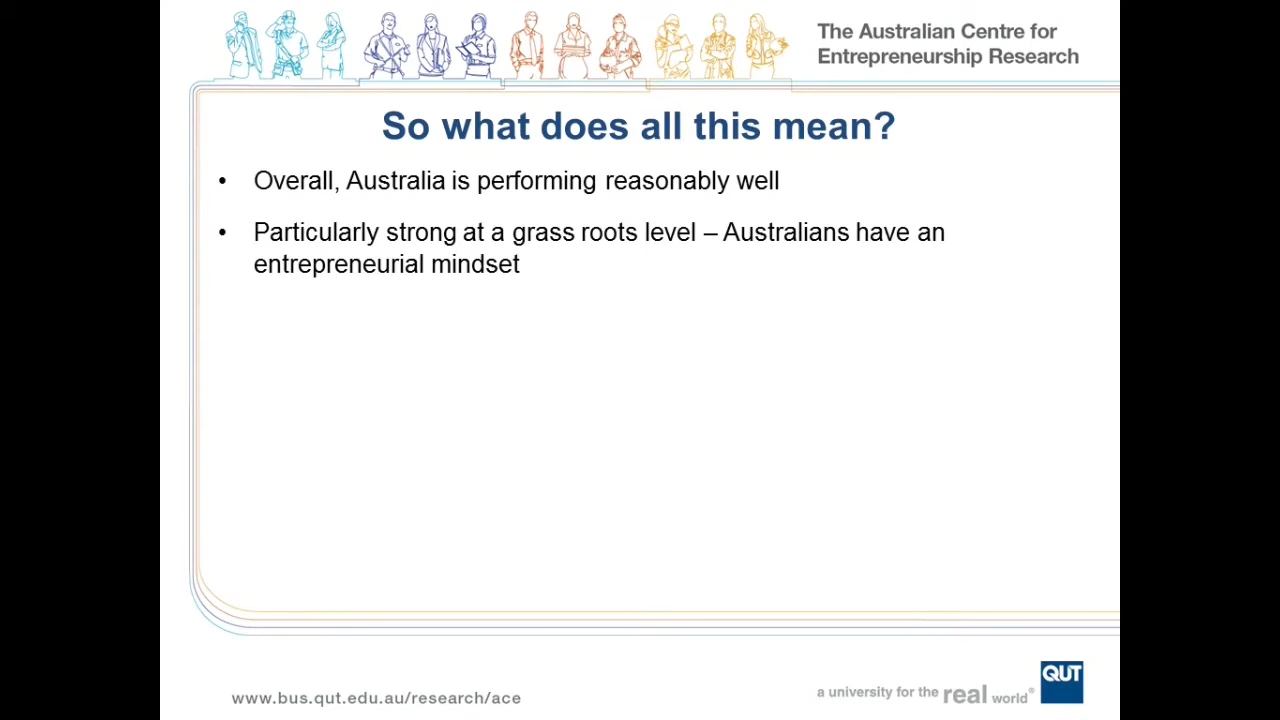 The Australian Centre for
Entrepreneurship Research
So what does all this mean?
• Overall, Australia is performing reasonably well
• Particularly strong at a grass roots level – Australians have an
entrepreneurial mindset
www.bus.qut.edu.au/research/ace
a university for the real world®
QUT